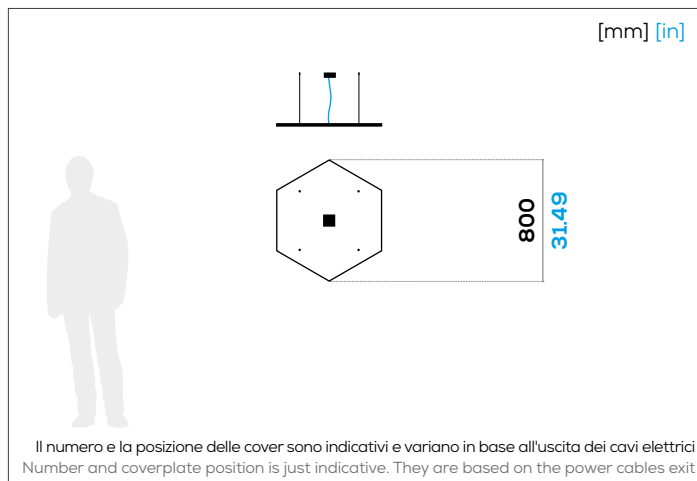 [mm] [in]
800
31.49
Il numero e la posizione delle cover sono indicativi e variano in base all'uscita dei cavi elettrici
Number and coverplate position is just indicative. They are based on the power cables exit